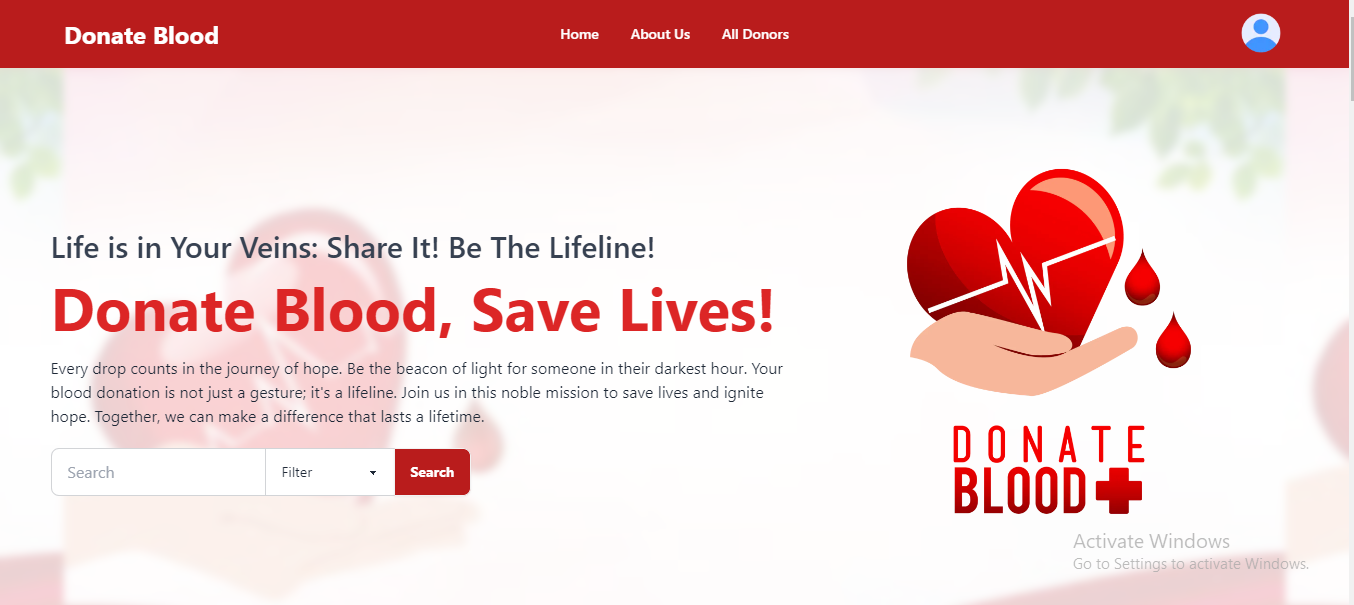 Donate Blood
Home
About Us
All Donors
Life is in Your Veins: Share It! Be The Lifeline!
Donate Blood, Save Lives!
Every drop counts in the journey of hope. Be the beacon of light for someone in their darkest hour. Your
blood donation is not just a gesture; it's a lifeline. Join us in this noble mission to save lives and ignite
hope. Together, we can make a difference that lasts a lifetime.
Search
Filter
Search
DONATE
BLOOD
Activate Windows
Go to Settings to activate Windows.